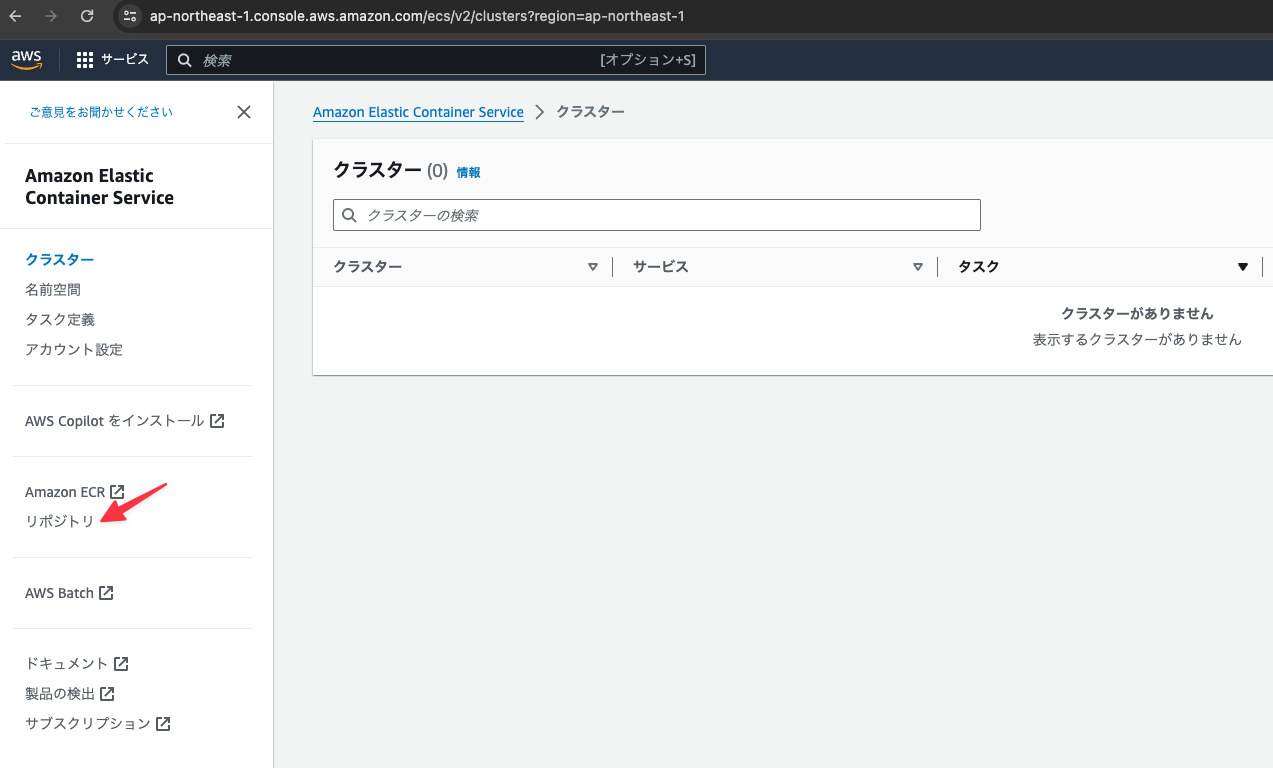 ap-northeast-1.console.aws.amazon.com/ecs/v2/clusters?region=ap-northeast-1
aws
サービス
検索
[オプション+S]
ご意見をお聞かせください
Amazon Elastic
Container Service
クラスター
名前空間
タスク定義
アカウント設定
AWS Copilot をインストール
Amazon ECR
リポジトリ
AWS Batch
ドキュメント
製品の検出
サブスクリプション
Amazon Elastic Container Service
クラスター
クラスター (0) 情報
クラスターの検索
クラスター
サービス
タスク
クラスターがありません
表示するクラスターがありません